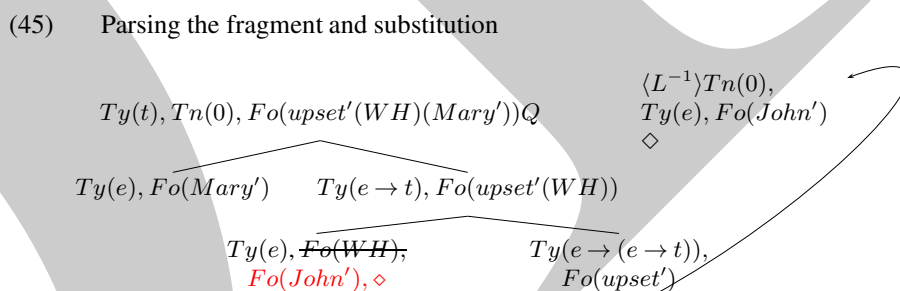 (45) Parsing the fragment and substitution
⟨L⁻¹⟩Tn(0),
Ty(t), Tn(0), Fo(upset′(WH)(Mary′))Q Ty(e), Fo(John′)
◇
Ty(e), Fo(Mary′) Ty(e → t), Fo(upset′(WH))
Ty(e), Fo(WH), Ty(e → (e → t)),
Fo(John′), ◇ Fo(upset′)